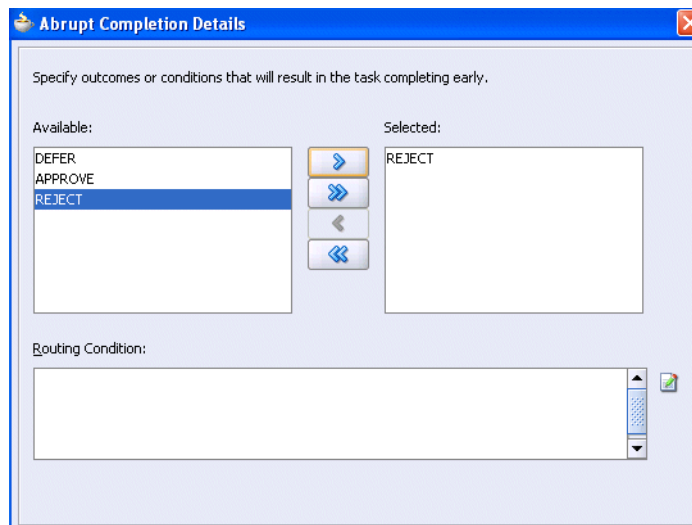 Abrupt Completion Details
Specify outcomes or conditions that will result in the task completing early.
Available:
Selected:
DEFER
APPROVE
REJECT
REJECT
Routing Condition: